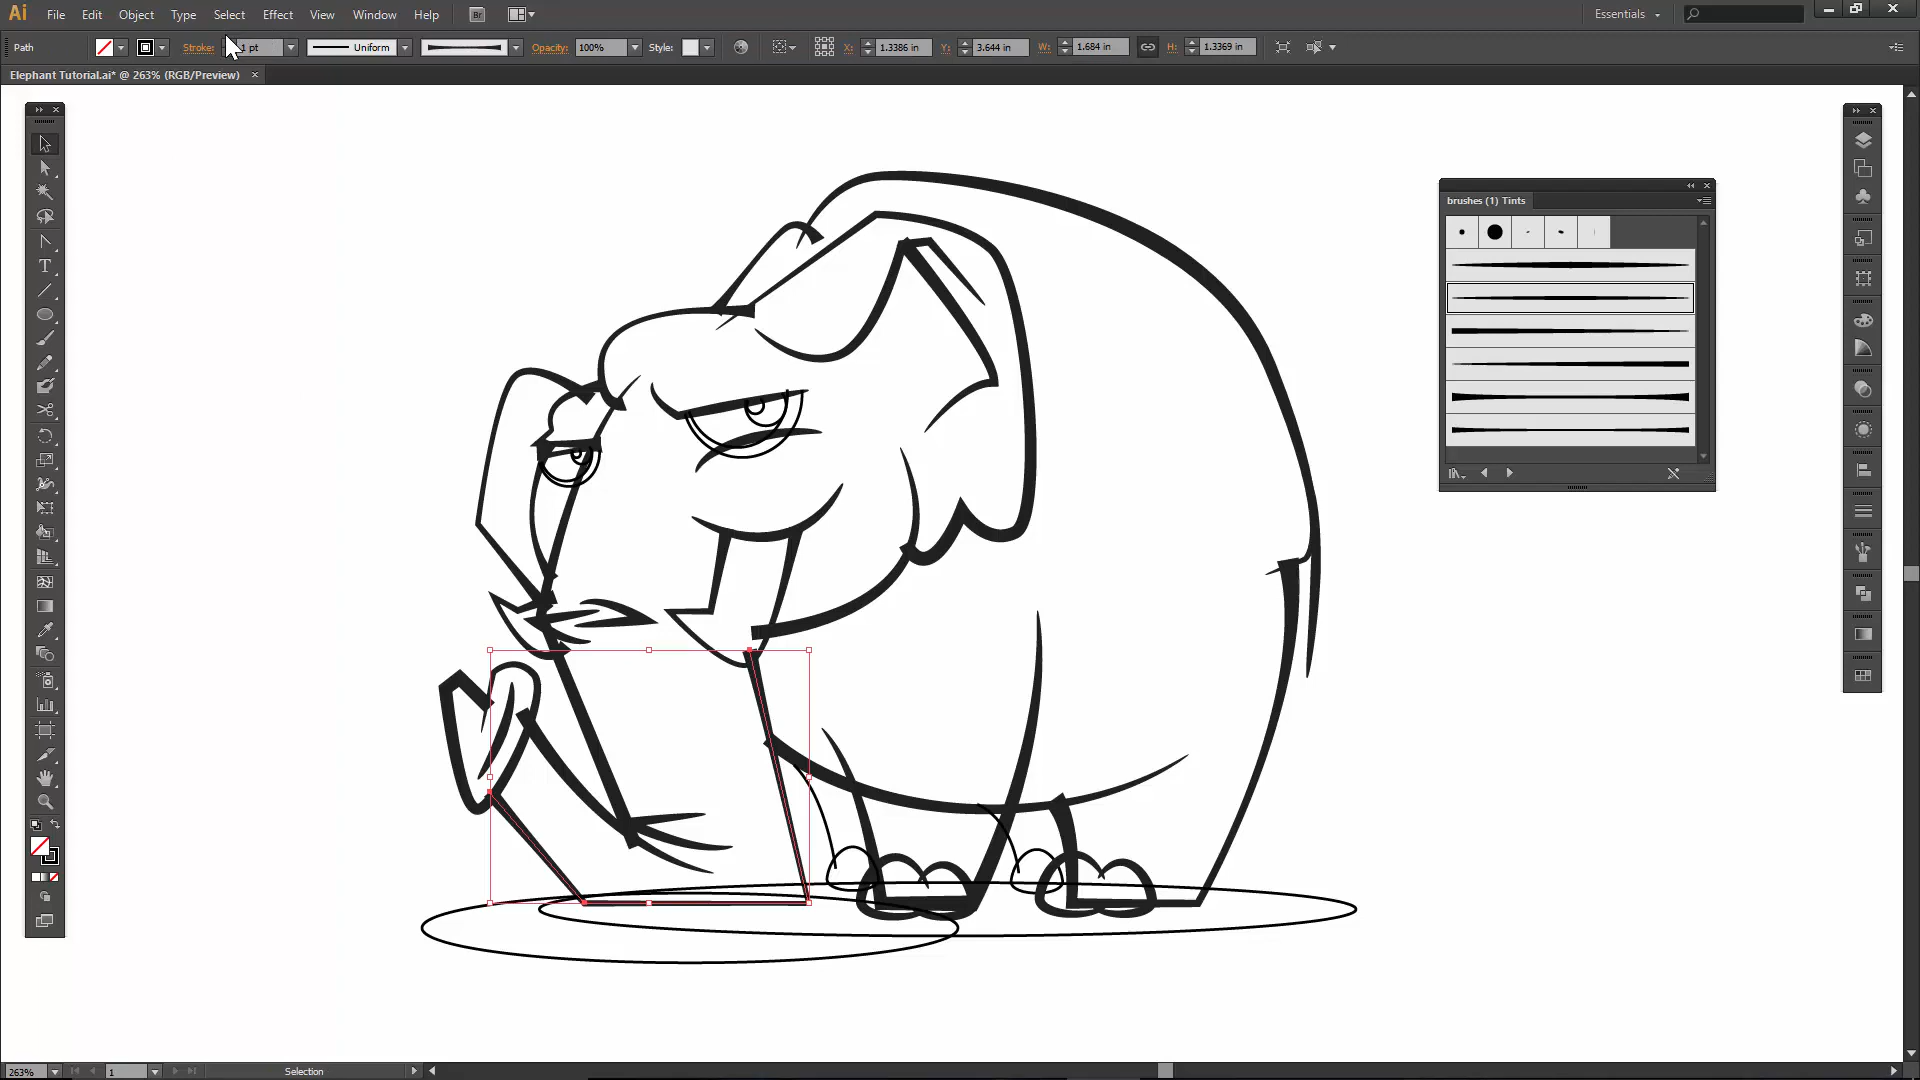 Ai File Edit Object Type Select Effect View Window Help Br Essentials
Path Stroke: 1 pt Uniform Opacity: 100% Style: X: 1.3386 in Y: 3.644 in W: 1.684 in H: 1.3369 in
Elephant Tutorial.ai* @ 263% (RGB/Preview)
brushes (1) Tints
T
263% 1 Selection